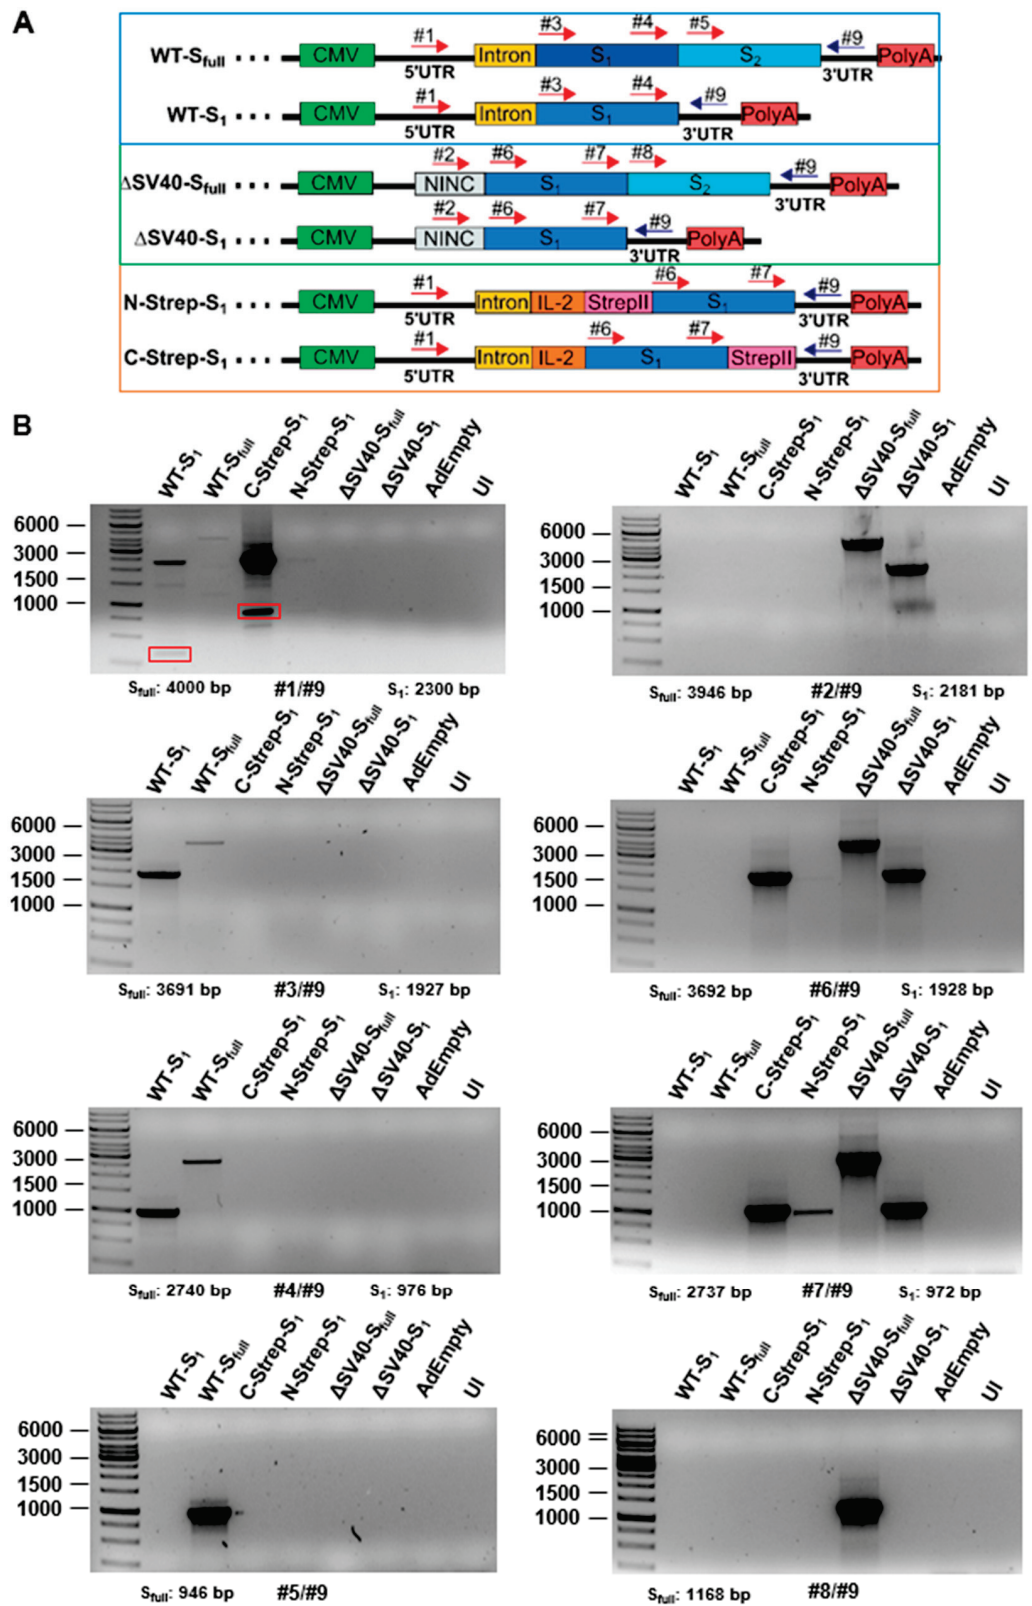 A
#1 #3 #4 #5 #9
WT-Sfull CMV Intron S1 S2 PolyA
5'UTR 3'UTR
#1 #3 #4 #9
WT-S1 CMV Intron S1 PolyA
5'UTR 3'UTR
#2 #6 #7 #8 #9
ΔSV40-Sfull CMV NINC S1 S2 PolyA
3'UTR
#2 #6 #7 #9
ΔSV40-S1 CMV NINC S1 PolyA
3'UTR
#1 #6 #7 #9
N-Strep-S1 CMV Intron IL-2 StrepII S1 PolyA
5'UTR 3'UTR
#1 #6 #7 #9
C-Strep-S1 CMV Intron IL-2 S1 StrepII PolyA
5'UTR 3'UTR
B
WT-S1 WT-Sfull C-Strep-S1 N-Strep-S1 ΔSV40-Sfull ΔSV40-S1 AdEmpty UI
6000
3000
1500
1000
Sfull: 4000 bp #1/#9 S1: 2300 bp
WT-S1 WT-Sfull C-Strep-S1 N-Strep-S1 ΔSV40-Sfull ΔSV40-S1 AdEmpty UI
6000
3000
1500
1000
Sfull: 3946 bp #2/#9 S1: 2181 bp
WT-S1 WT-Sfull C-Strep-S1 N-Strep-S1 ΔSV40-Sfull ΔSV40-S1 AdEmpty UI
6000
3000
1500
1000
Sfull: 3691 bp #3/#9 S1: 1927 bp
WT-S1 WT-Sfull C-Strep-S1 N-Strep-S1 ΔSV40-Sfull ΔSV40-S1 AdEmpty UI
6000
3000
1500
1000
Sfull: 3692 bp #6/#9 S1: 1928 bp
WT-S1 WT-Sfull C-Strep-S1 N-Strep-S1 ΔSV40-Sfull ΔSV40-S1 AdEmpty UI
6000
3000
1500
1000
Sfull: 2740 bp #4/#9 S1: 976 bp
WT-S1 WT-Sfull C-Strep-S1 N-Strep-S1 ΔSV40-Sfull ΔSV40-S1 AdEmpty UI
6000
3000
1500
1000
Sfull: 2737 bp #7/#9 S1: 972 bp
WT-S1 WT-Sfull C-Strep-S1 N-Strep-S1 ΔSV40-Sfull ΔSV40-S1 AdEmpty UI
6000
3000
1500
1000
Sfull: 946 bp #5/#9
WT-S1 WT-Sfull C-Strep-S1 N-Strep-S1 ΔSV40-Sfull ΔSV40-S1 AdEmpty UI
6000
3000
1500
1000
Sfull: 1168 bp #8/#9